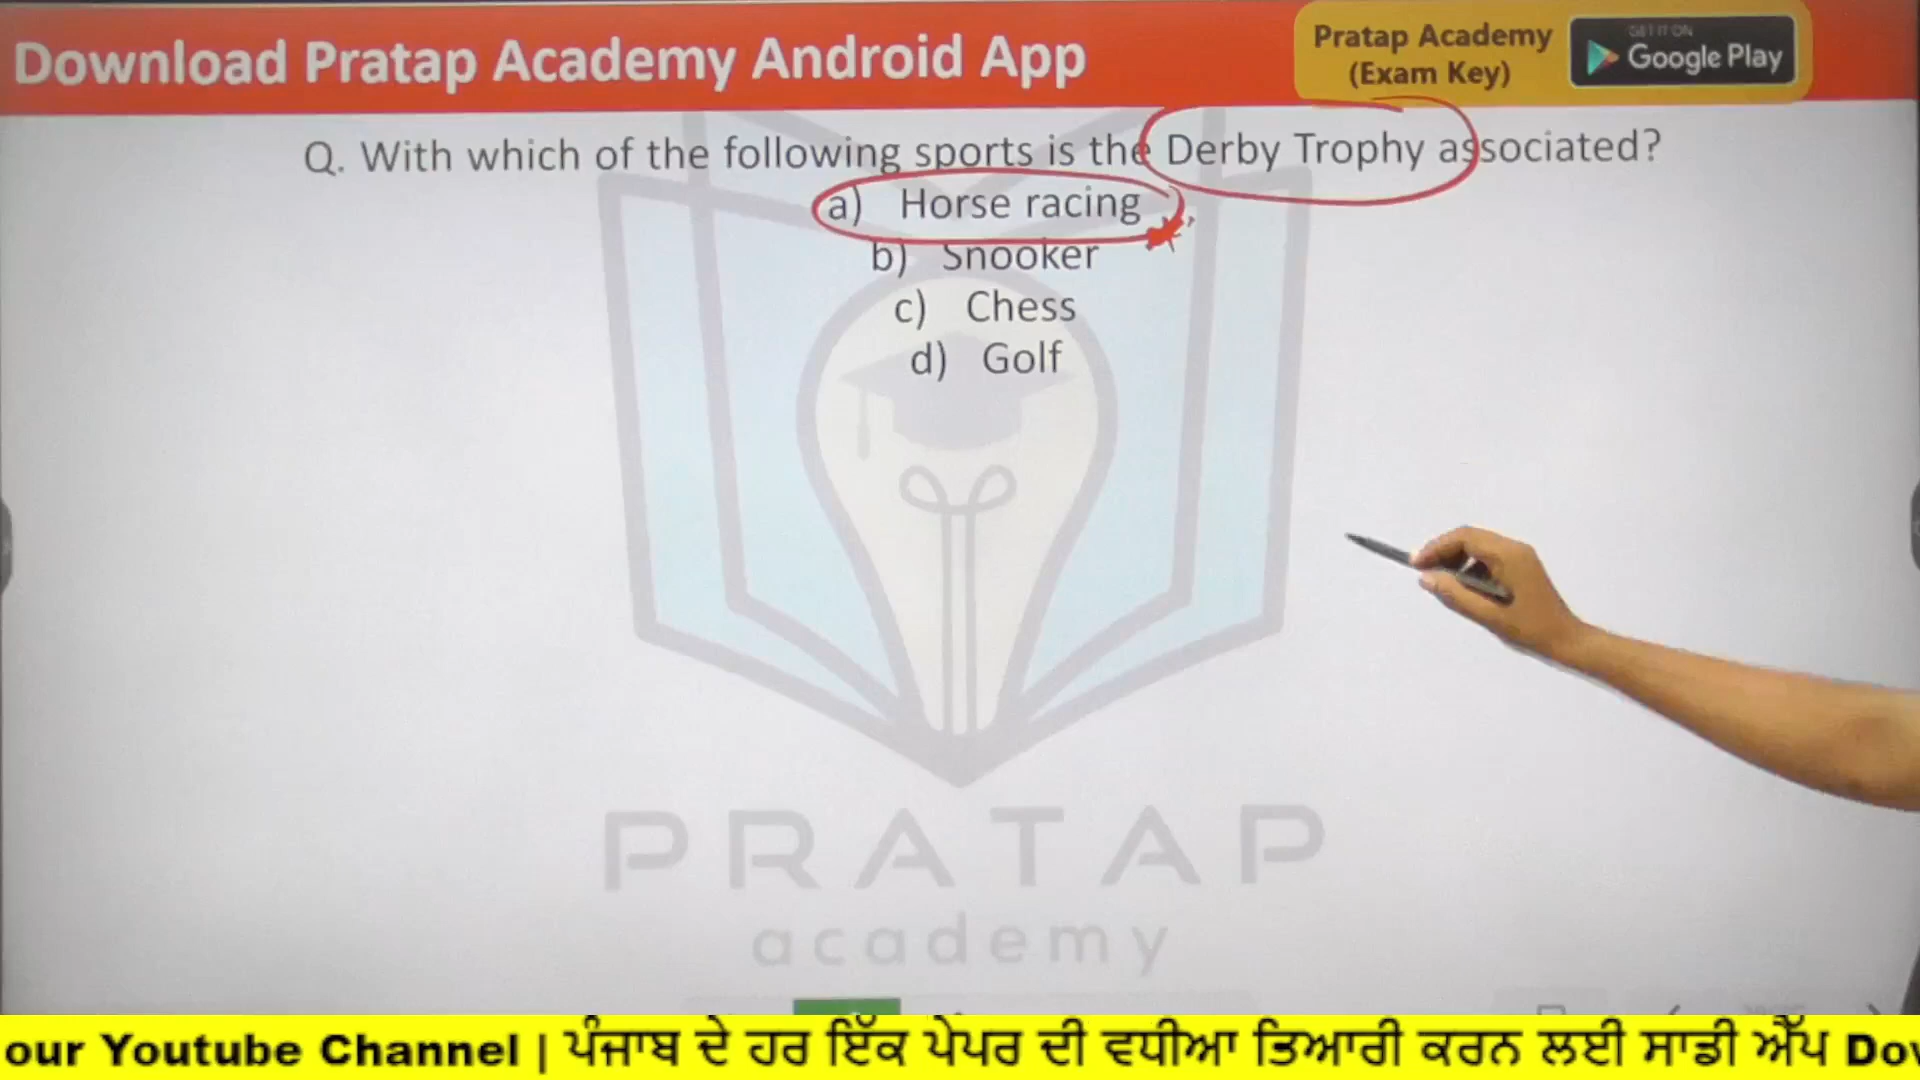 Download Pratap Academy Android App
Pratap Academy
(Exam Key)
GET IT ON
Google Play
Q. With which of the following sports is the Derby Trophy associated?
a) Horse racing
b) Snooker
c) Chess
d) Golf
PRATAP
academy
our Youtube Channel | ਪੰਜਾਬ ਦੇ ਹਰ ਇੱਕ ਪੇਪਰ ਦੀ ਵਧੀਆ ਤਿਆਰੀ ਕਰਨ ਲਈ ਸਾਡੀ ਐੱਪ